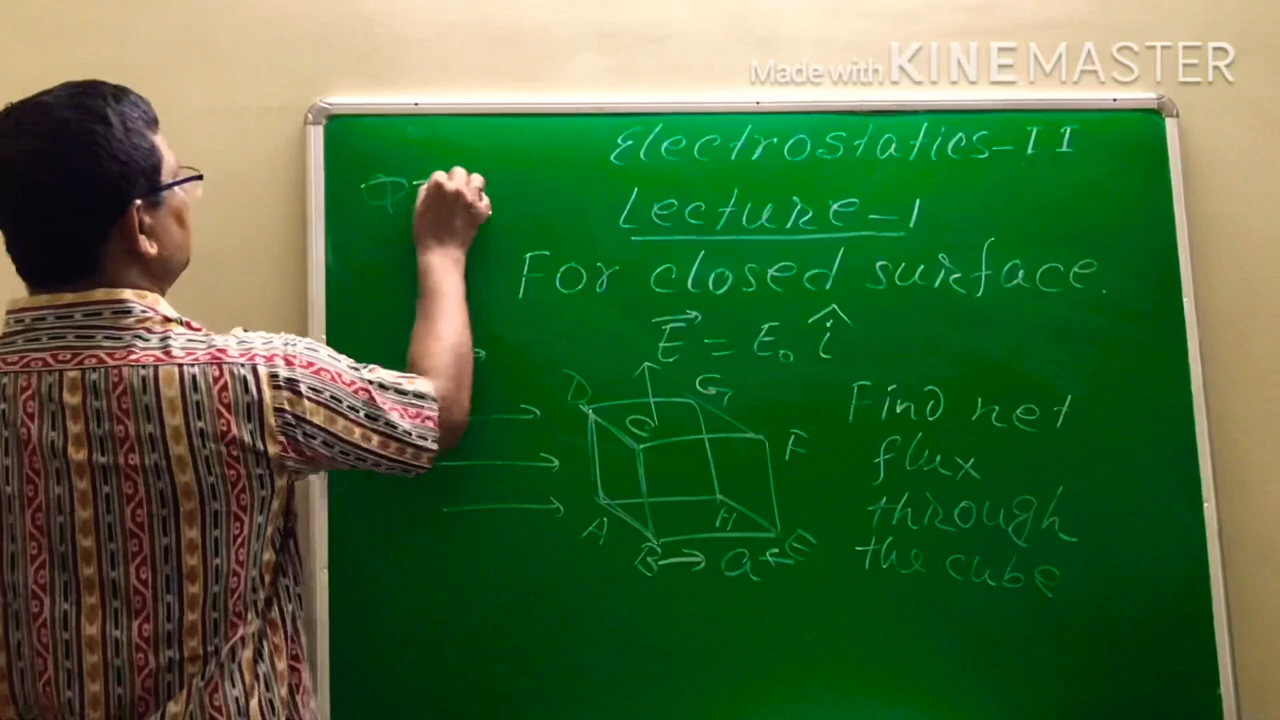 Made with KINEMASTER
Electrostatics-II
Φ
Lecture-1
For closed surface.
E⃗ = E₀ î
D
G
C
F
A
H
B
a
E
Find net
flux
through
the cube